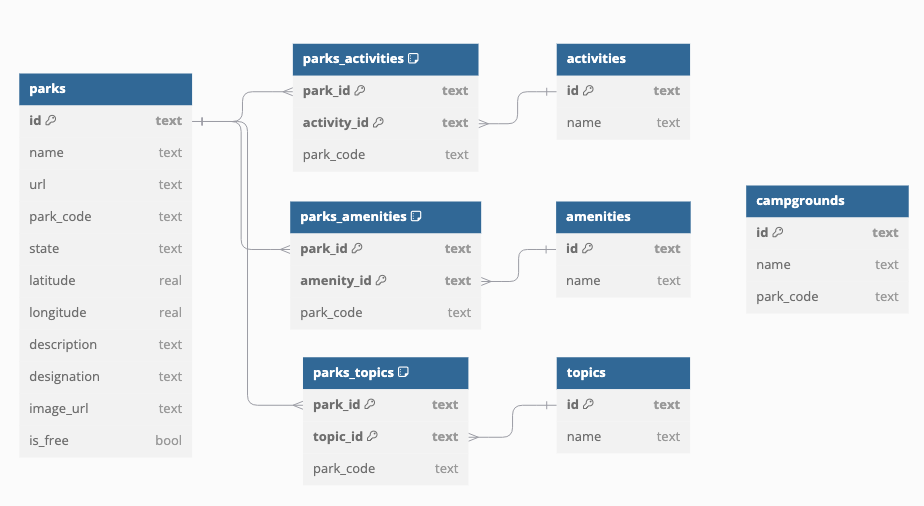 parks
id text
name text
url text
park_code text
state text
latitude real
longitude real
description text
designation text
image_url text
is_free bool
parks_activities
park_id text
activity_id text
park_code text
activities
id text
name text
parks_amenities
park_id text
amenity_id text
park_code text
amenities
id text
name text
parks_topics
park_id text
topic_id text
park_code text
topics
id text
name text
campgrounds
id text
name text
park_code text